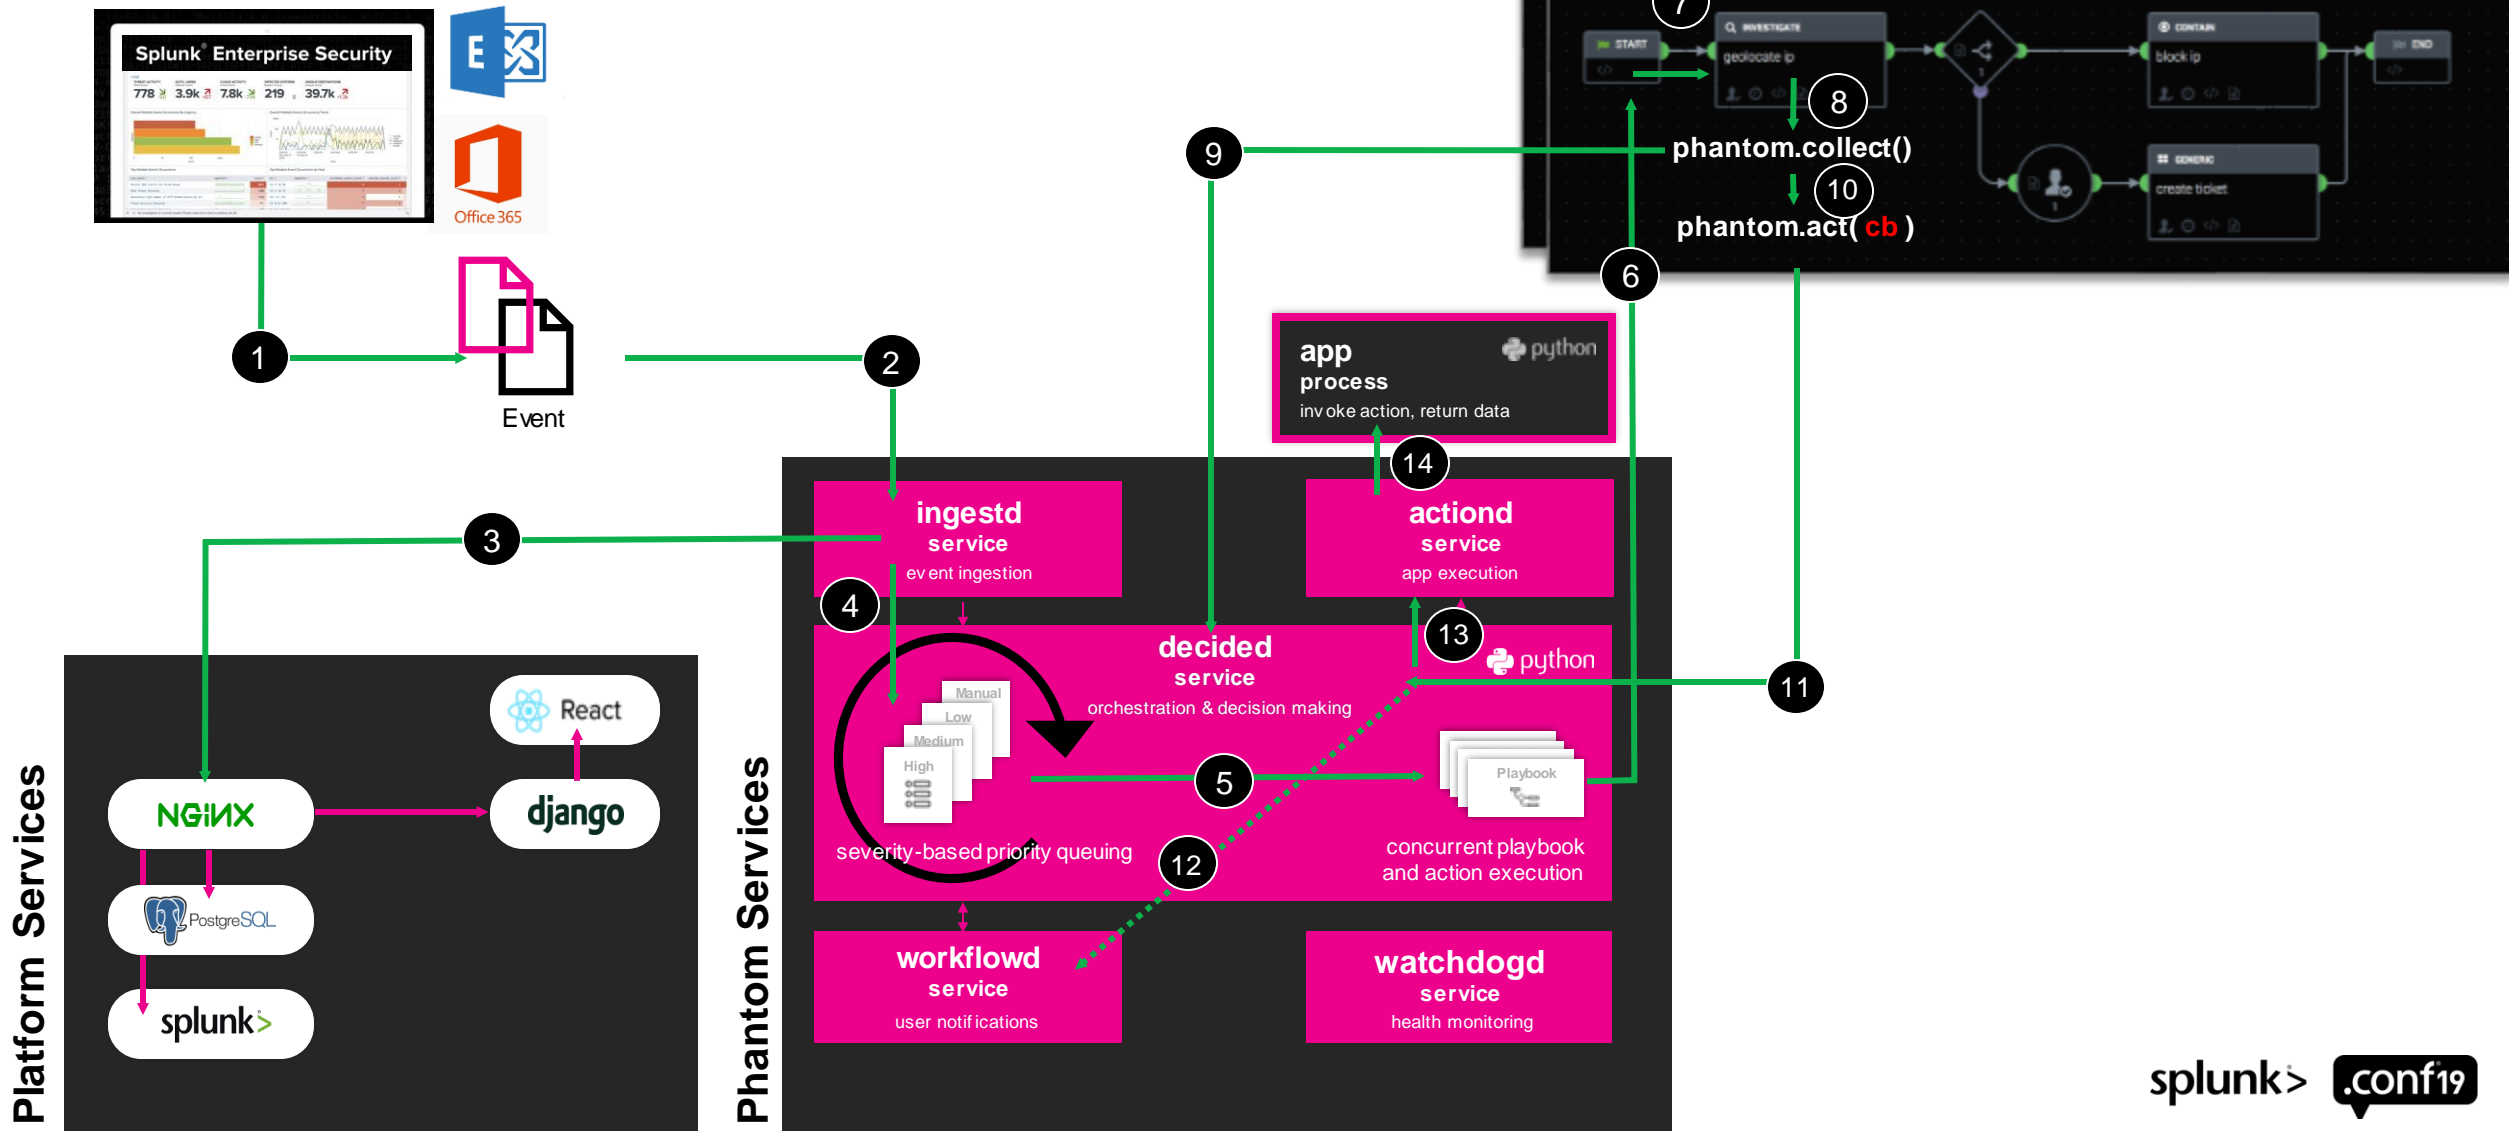 Splunk® Enterprise Security
778
3.9k
7.8k
219
39.7k
E
Office 365
Event
1
2
3
4
5
6
7
8
9
10
11
12
13
14
START
INVESTIGATE
geolocate ip
1
CONTAIN
block ip
END
1
GENERIC
create ticket
phantom.collect()
phantom.act( cb )
app
process
invoke action, return data
python
ingestd
service
event ingestion
actiond
service
app execution
decided
service
orchestration & decision making
python
Manual
Low
Medium
High
severity-based priority queuing
Playbook
concurrent playbook
and action execution
workflowd
service
user notifications
watchdogd
service
health monitoring
Phantom Services
Platform Services
React
NGINX
django
PostgreSQL
splunk>
splunk>
.conf19